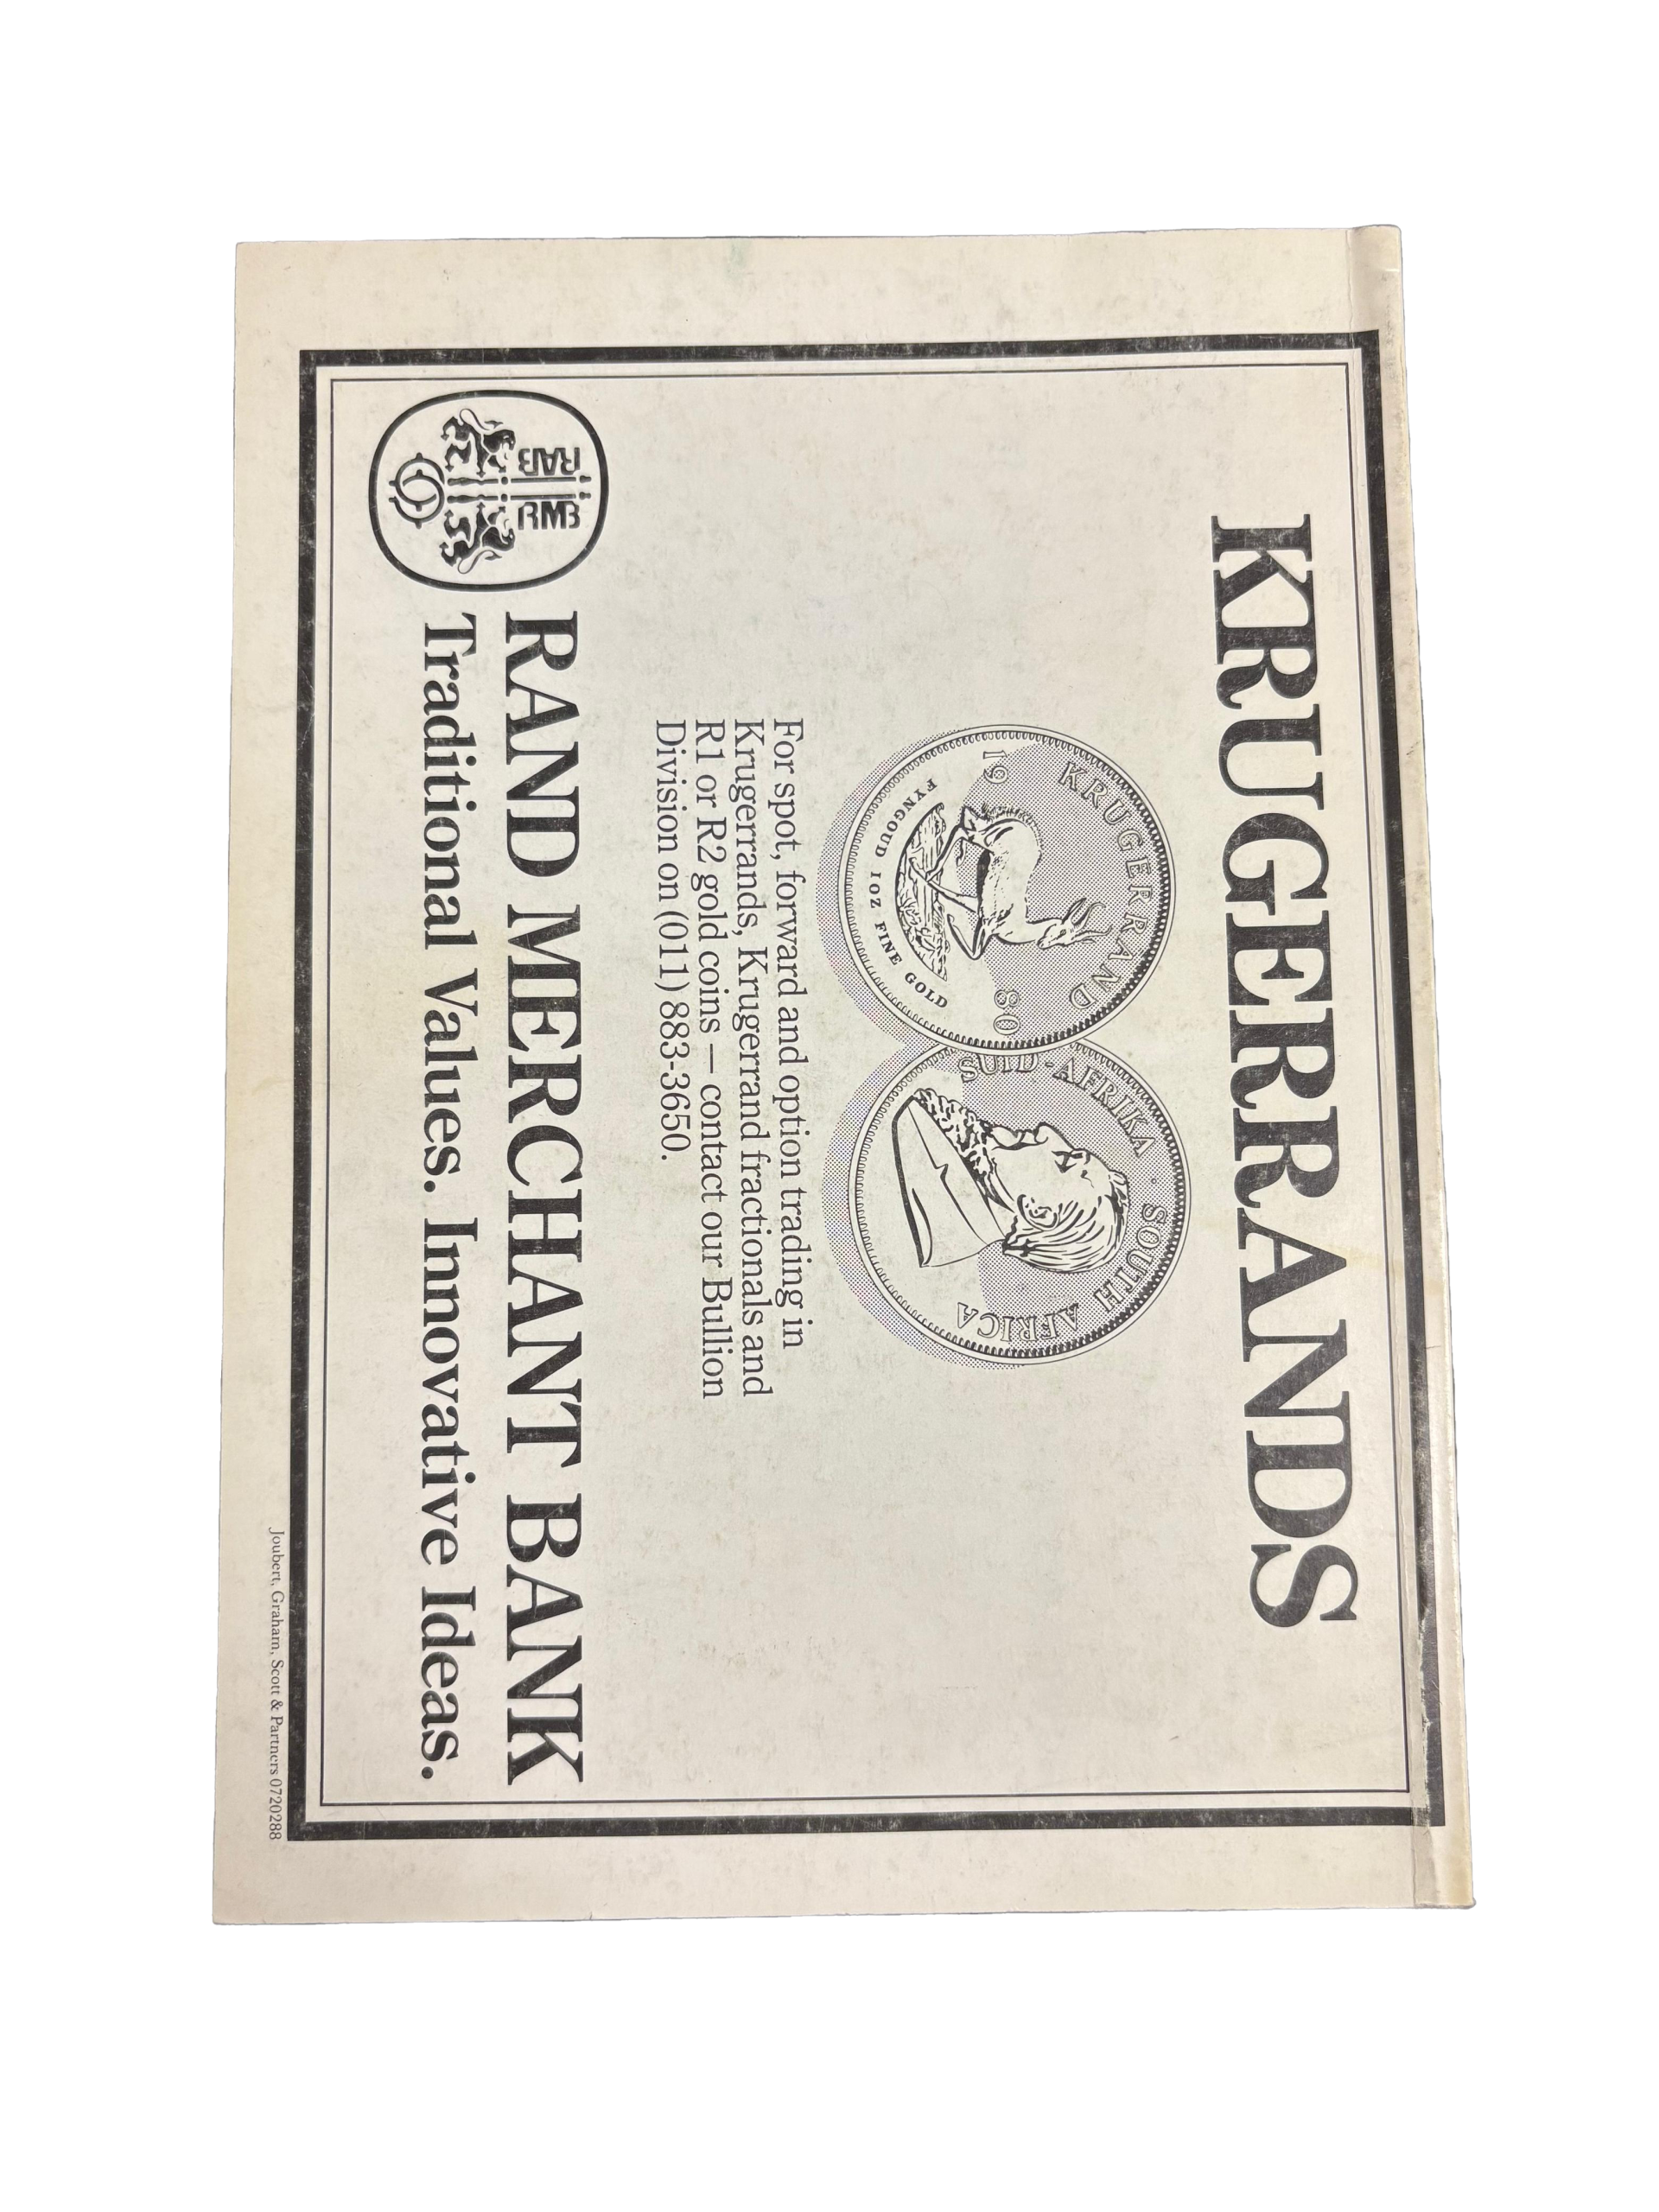 KRUGERRANDS
KRUGERRAND
19 80
FYNGOUD 1 OZ FINE GOLD
SUID-AFRIKA · SOUTH AFRICA
For spot, forward and option trading in
Krugerrands, Krugerrand fractionals and
R1 or R2 gold coins — contact our Bullion
Division on (011) 883-3650.
RAB RMB
RAND MERCHANT BANK
Traditional Values. Innovative Ideas.
Joubert, Graham, Scott & Partners 0720288